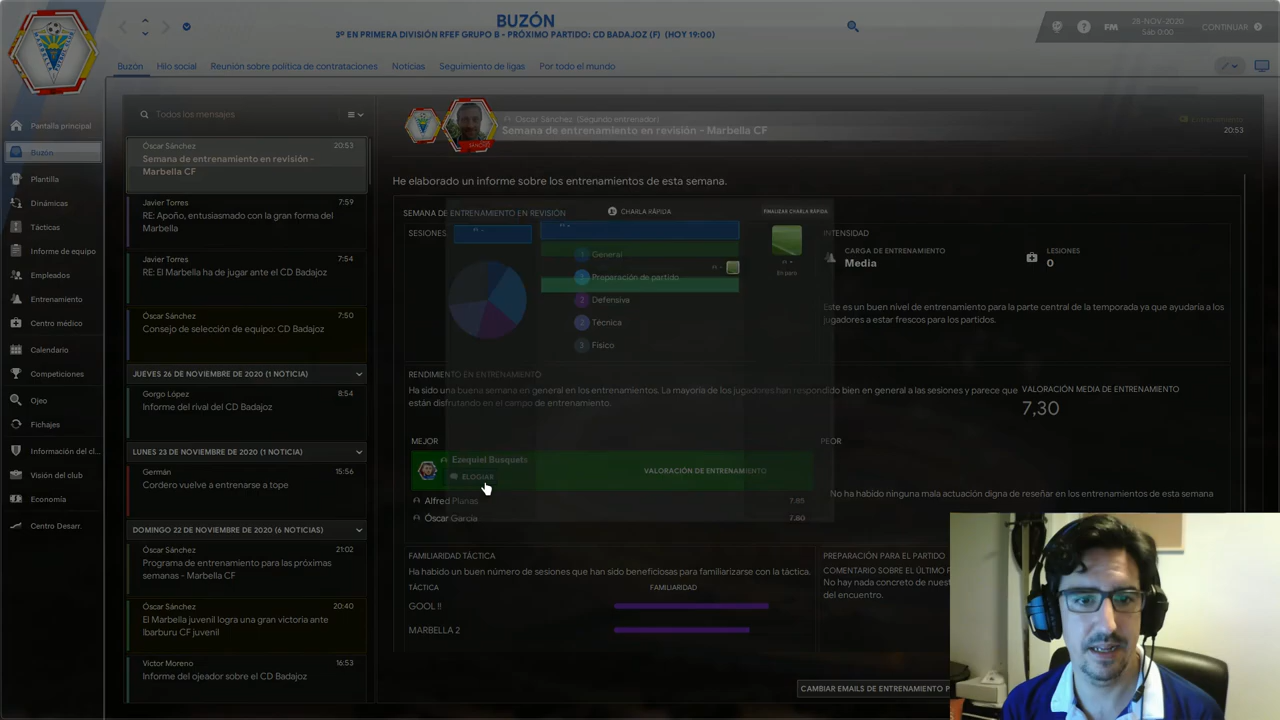 BUZÓN
3º EN PRIMERA DIVISIÓN RFEF GRUPO B - PRÓXIMO PARTIDO: CD BADAJOZ (F) (HOY 19:00)
FM
28-NOV-2020
Sáb 0:00
CONTINUAR
Buzón
Hilo social
Reunión sobre política de contrataciones
Noticias
Seguimiento de ligas
Por todo el mundo
Pantalla principal
Buzón
Plantilla
Dinámicas
Tácticas
Informe de equipo
Empleados
Entrenamiento
Centro médico
Calendario
Competiciones
Ojeo
Fichajes
Información del cl...
Visión del club
Economía
Centro Desarr.
Todos los mensajes
Óscar Sánchez 20:53
Semana de entrenamiento en revisión -
Marbella CF
Javier Torres 7:59
RE: Apoño, entusiasmado con la gran forma del
Marbella
Javier Torres 7:54
RE: El Marbella ha de jugar ante el CD Badajoz
Óscar Sánchez 7:50
Consejo de selección de equipo: CD Badajoz
JUEVES 26 DE NOVIEMBRE DE 2020 (1 NOTICIA)
Gorgo López 8:54
Informe del rival del CD Badajoz
LUNES 23 DE NOVIEMBRE DE 2020 (1 NOTICIA)
Germán 15:56
Cordero vuelve a entrenarse a tope
DOMINGO 22 DE NOVIEMBRE DE 2020 (6 NOTICIAS)
Óscar Sánchez 21:02
Programa de entrenamiento para las próximas
semanas - Marbella CF
Óscar Sánchez 20:40
El Marbella juvenil logra una gran victoria ante
Ibarburu CF juvenil
Víctor Moreno 16:53
Informe del ojeador sobre el CD Badajoz
Óscar Sánchez (Segundo entrenador)
Semana de entrenamiento en revisión - Marbella CF
Entrenamiento
20:53
SÁNCHEZ
He elaborado un informe sobre los entrenamientos de esta semana.
SEMANA DE ENTRENAMIENTO EN REVISIÓN
CHARLA RÁPIDA
FINALIZAR CHARLA RÁPIDA
SESIONES
1 General
3 Preparación de partido
2 Defensiva
2 Técnica
3 Físico
En paro
INTENSIDAD
CARGA DE ENTRENAMIENTO
Media
LESIONES
0
Este es un buen nivel de entrenamiento para la parte central de la temporada ya que ayudaría a los
jugadores a estar frescos para los partidos.
RENDIMIENTO EN ENTRENAMIENTO
Ha sido una buena semana en general en los entrenamientos. La mayoría de los jugadores han respondido bien en general a las sesiones y parece que
están disfrutando en el campo de entrenamiento.
VALORACIÓN MEDIA DE ENTRENAMIENTO
7,30
MEJOR
PEOR
Ezequiel Busquets
ELOGIAR
VALORACIÓN DE ENTRENAMIENTO
Alfred Planas 7.85
Óscar García 7.80
No ha habido ninguna mala actuación digna de reseñar en los entrenamientos de esta semana
FAMILIARIDAD TÁCTICA
Ha habido un buen número de sesiones que han sido beneficiosas para familiarizarse con la táctica.
TÁCTICA
FAMILIARIDAD
GOOL !!
MARBELLA 2
PREPARACIÓN PARA EL PARTIDO
COMENTARIO SOBRE EL ÚLTIMO P
No hay nada concreto de nuest
del encuentro.
CAMBIAR EMAILS DE ENTRENAMIENTO P